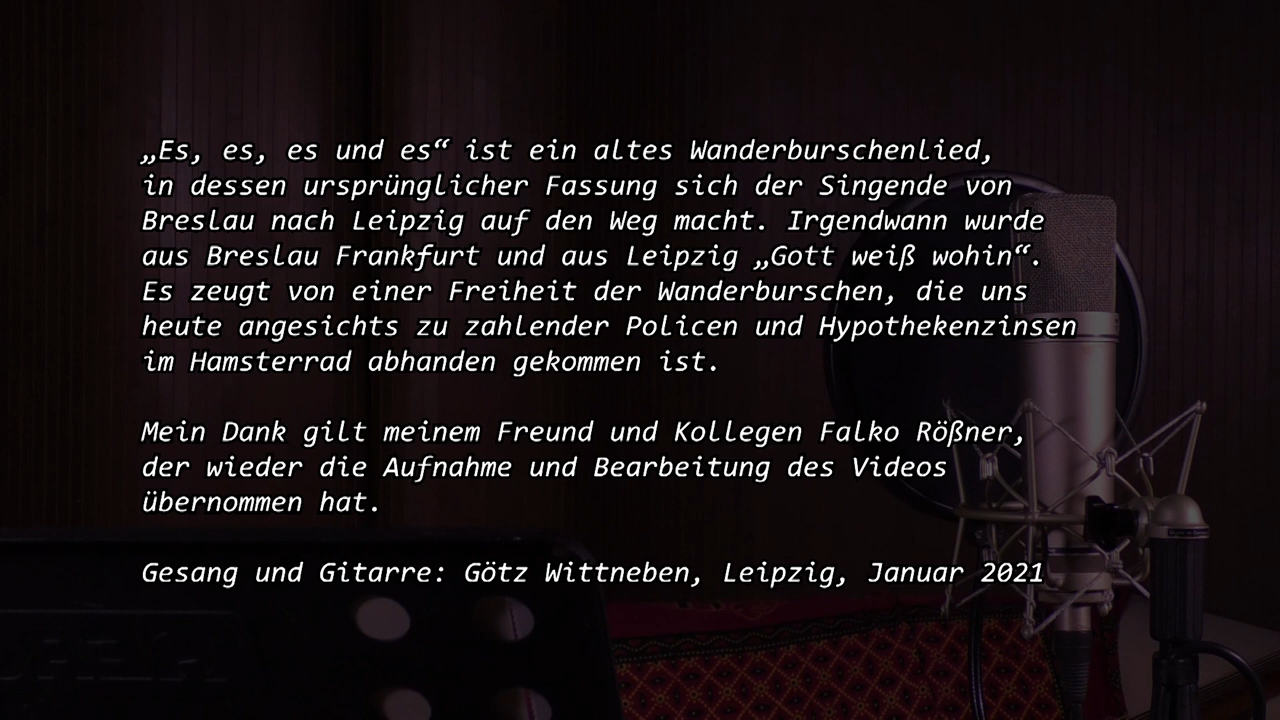 „Es, es, es und es“ ist ein altes Wanderburschenlied,
in dessen ursprünglicher Fassung sich der Singende von
Breslau nach Leipzig auf den Weg macht. Irgendwann wurde
aus Breslau Frankfurt und aus Leipzig „Gott weiß wohin“.
Es zeugt von einer Freiheit der Wanderburschen, die uns
heute angesichts zu zahlender Policen und Hypothekenzinsen
im Hamsterrad abhanden gekommen ist.
Mein Dank gilt meinem Freund und Kollegen Falko Rößner,
der wieder die Aufnahme und Bearbeitung des Videos
übernommen hat.
Gesang und Gitarre: Götz Wittneben, Leipzig, Januar 2021